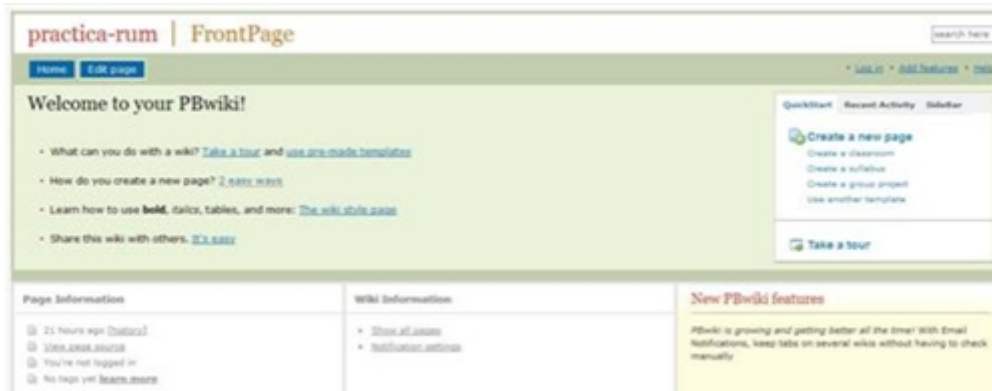 practica-rum | FrontPage
search here
Home Edit page
• Log in • Add features • Help
Welcome to your PBwiki!
• What can you do with a wiki? Take a tour and use pre-made templates
• How do you create a new page? 2 easy ways
• Learn how to use bold, italics, tables, and more: The wiki style page
• Share this wiki with others. It's easy
QuickStart Recent Activity SideBar
Create a new page
Create a classroom
Create a syllabus
Create a group project
Use another template
Take a tour
Page Information
21 hours ago [history]
View page source
You're not logged in
No tags yet learn more
Wiki Information
• Show all pages
• Notification settings
New PBwiki features
PBwiki is growing and getting better all the time! With Email
Notifications, keep tabs on several wikis without having to check
manually